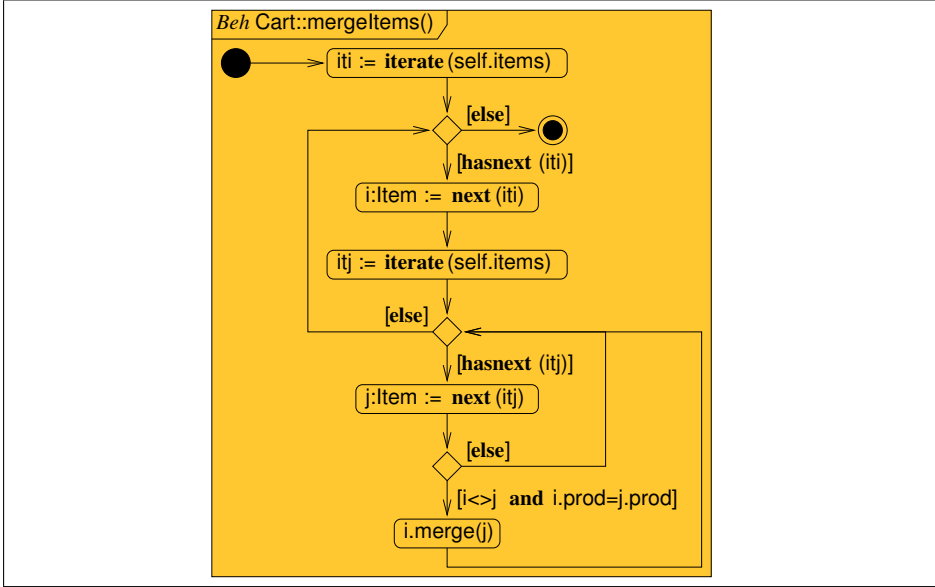 Beh Cart::mergeItems()
iti := iterate (self.items)
[else]
[hasnext (iti)]
i:Item := next (iti)
itj := iterate (self.items)
[else]
[hasnext (itj)]
j:Item := next (itj)
[else]
[i<>j and i.prod=j.prod]
i.merge(j)